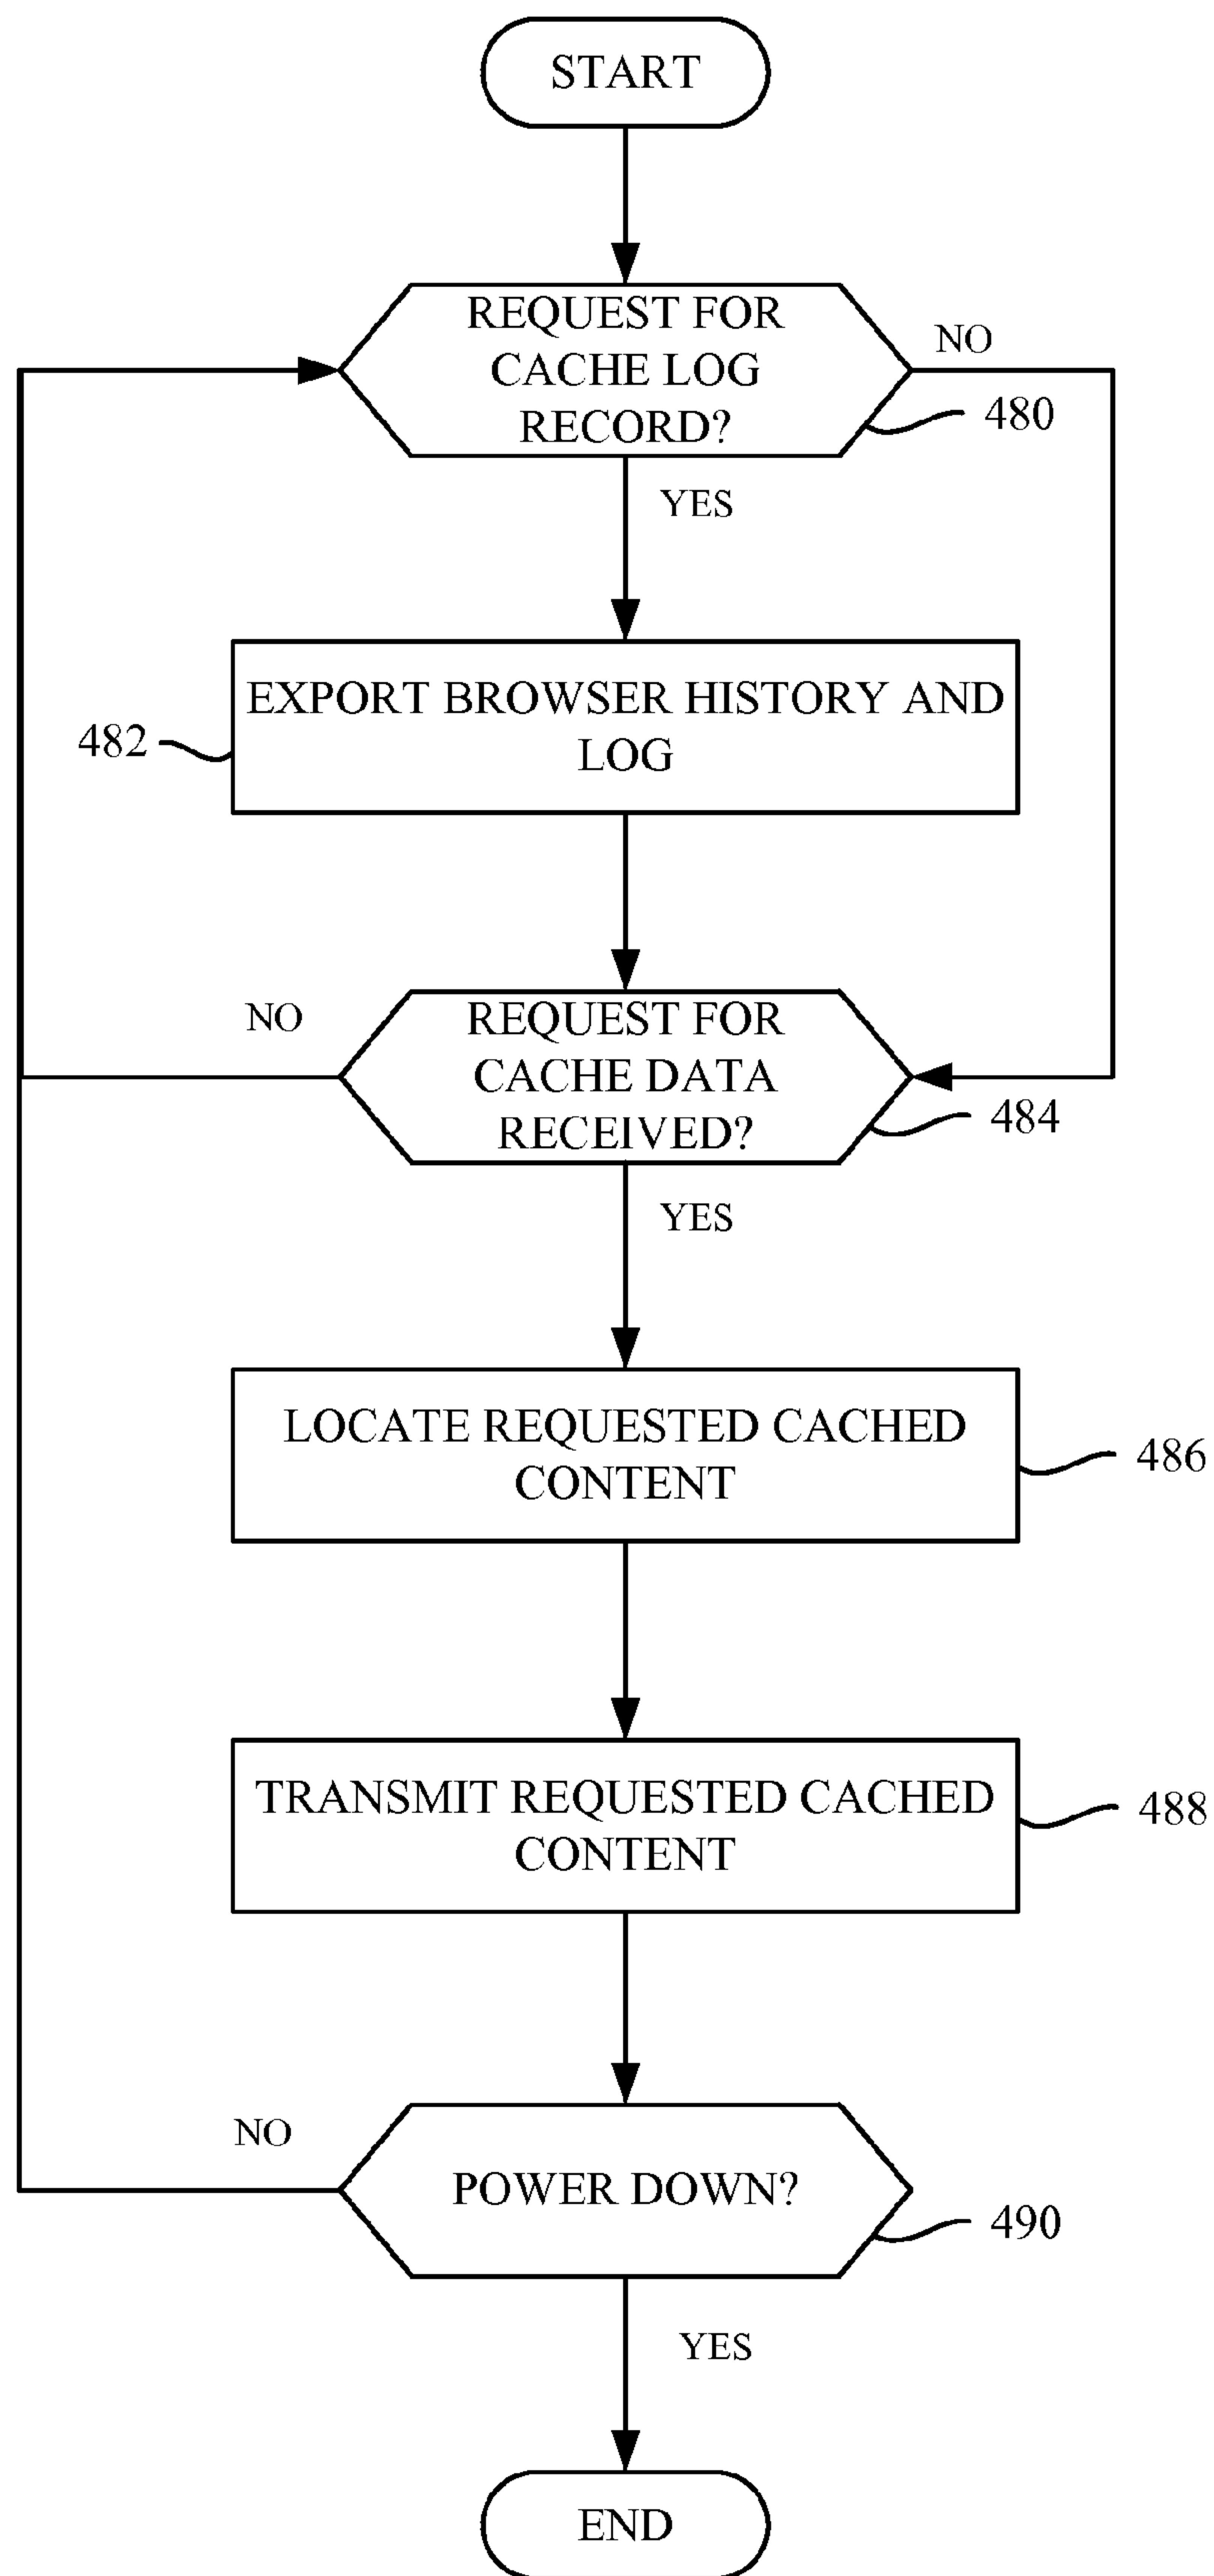 START
REQUEST FOR
CACHE LOG
RECORD?
NO
480
YES
EXPORT BROWSER HISTORY AND
LOG
482
NO
REQUEST FOR
CACHE DATA
RECEIVED?
484
YES
LOCATE REQUESTED CACHED
CONTENT
486
TRANSMIT REQUESTED CACHED
CONTENT
488
NO
POWER DOWN?
490
YES
END